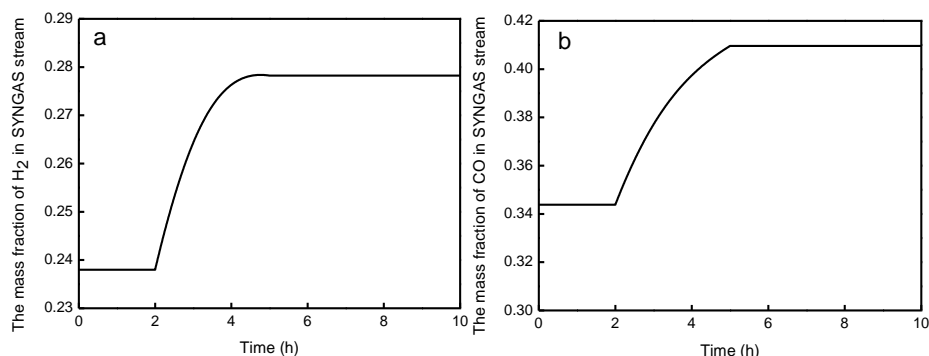 a
The mass fraction of H2 in SYNGAS stream
0.29
0.28
0.27
0.26
0.25
0.24
0.23
0 2 4 6 8 10
Time (h)
b
The mass fraction of CO in SYNGAS stream
0.42
0.40
0.38
0.36
0.34
0.32
0.30
0 2 4 6 8 10
Time (h)